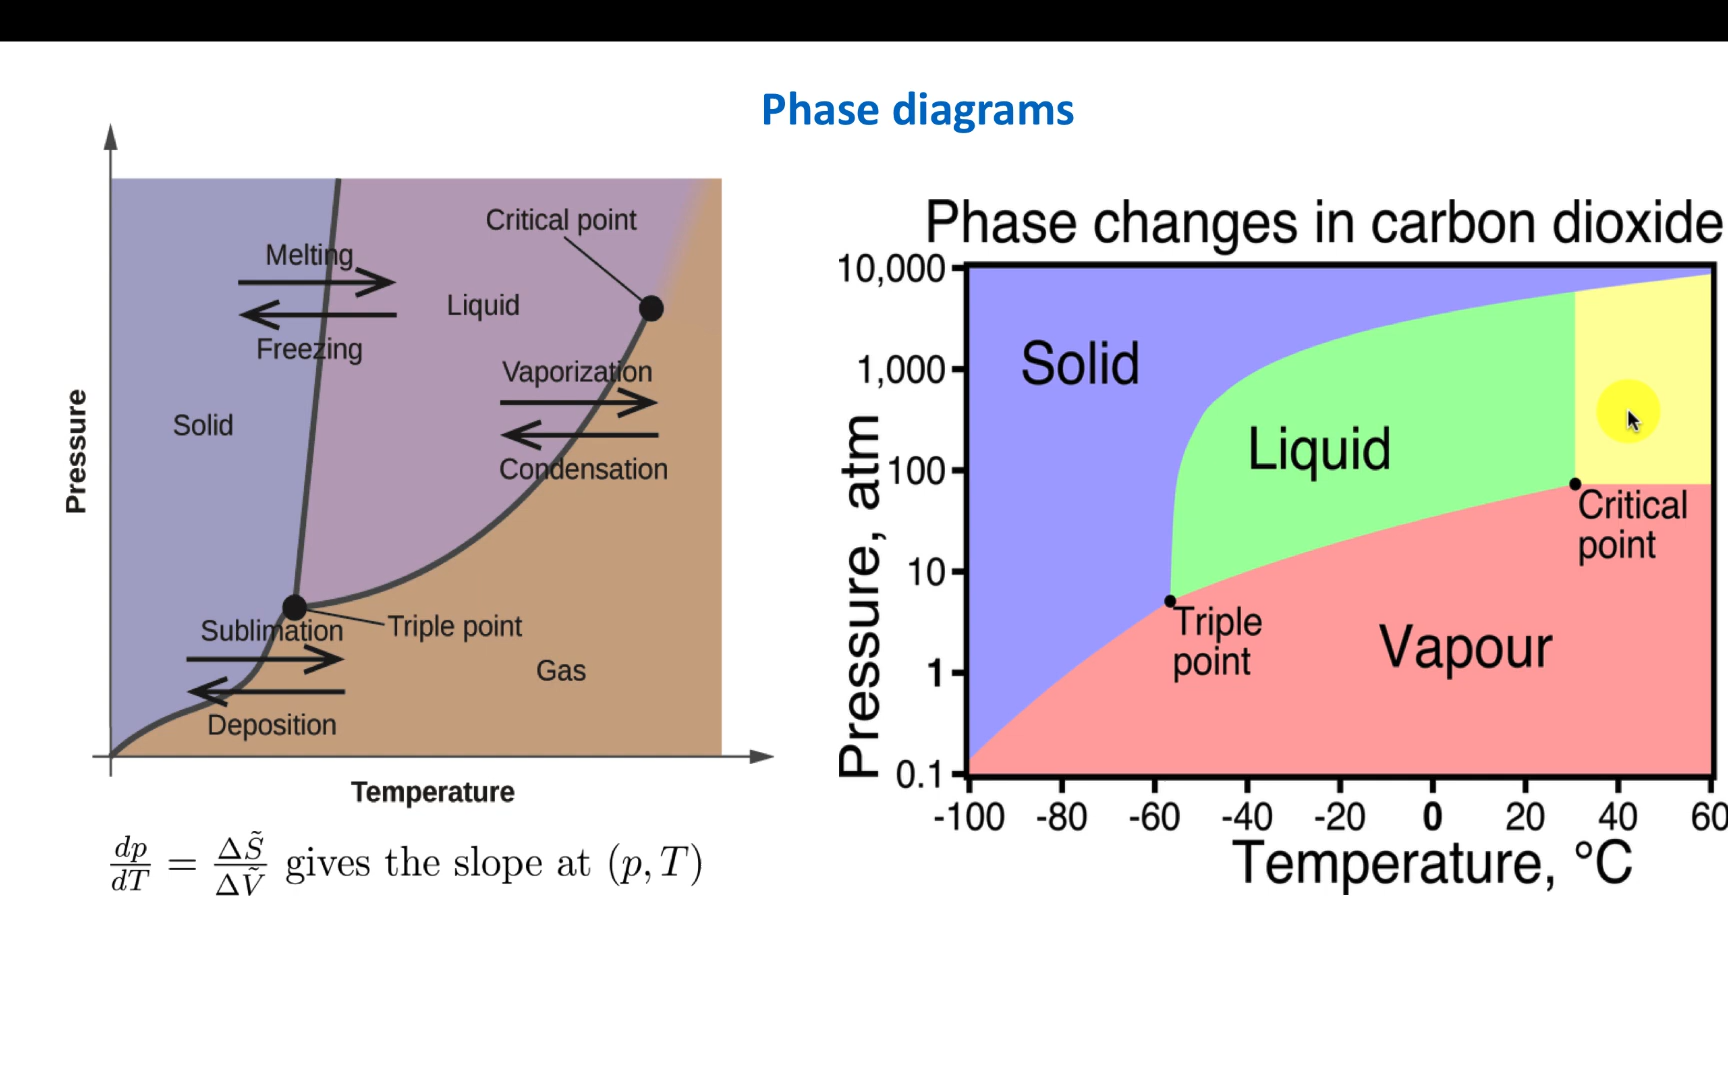 Phase diagrams
Critical point
Melting
Liquid
Freezing
Vaporization
Solid
Condensation
Pressure
Sublimation
Triple point
Gas
Deposition
Temperature
dp/dT = ΔS̃/ΔṼ gives the slope at (p, T)
Phase changes in carbon dioxide
10,000
1,000
100
10
1
0.1
Pressure, atm
Solid
Liquid
Critical
point
Triple
point
Vapour
-100 -80 -60 -40 -20 0 20 40 60
Temperature, °C